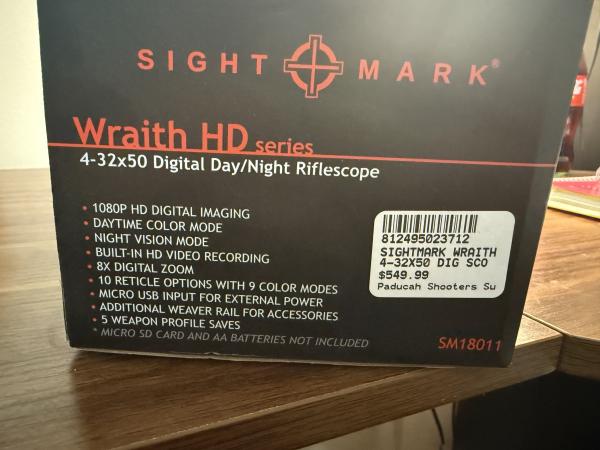 SIGHT MARK®
Wraith HD series
4-32x50 Digital Day/Night Riflescope
• 1080P HD DIGITAL IMAGING
• DAYTIME COLOR MODE
• NIGHT VISION MODE
• BUILT-IN HD VIDEO RECORDING
• 8X DIGITAL ZOOM
• 10 RETICLE OPTIONS WITH 9 COLOR MODES
• MICRO USB INPUT FOR EXTERNAL POWER
• ADDITIONAL WEAVER RAIL FOR ACCESSORIES
• 5 WEAPON PROFILE SAVES
* MICRO SD CARD AND AA BATTERIES NOT INCLUDED
812495023712
SIGHTMARK WRAITH
4-32X50 DIG SCO
$549.99
Paducah Shooters Su
SM18011